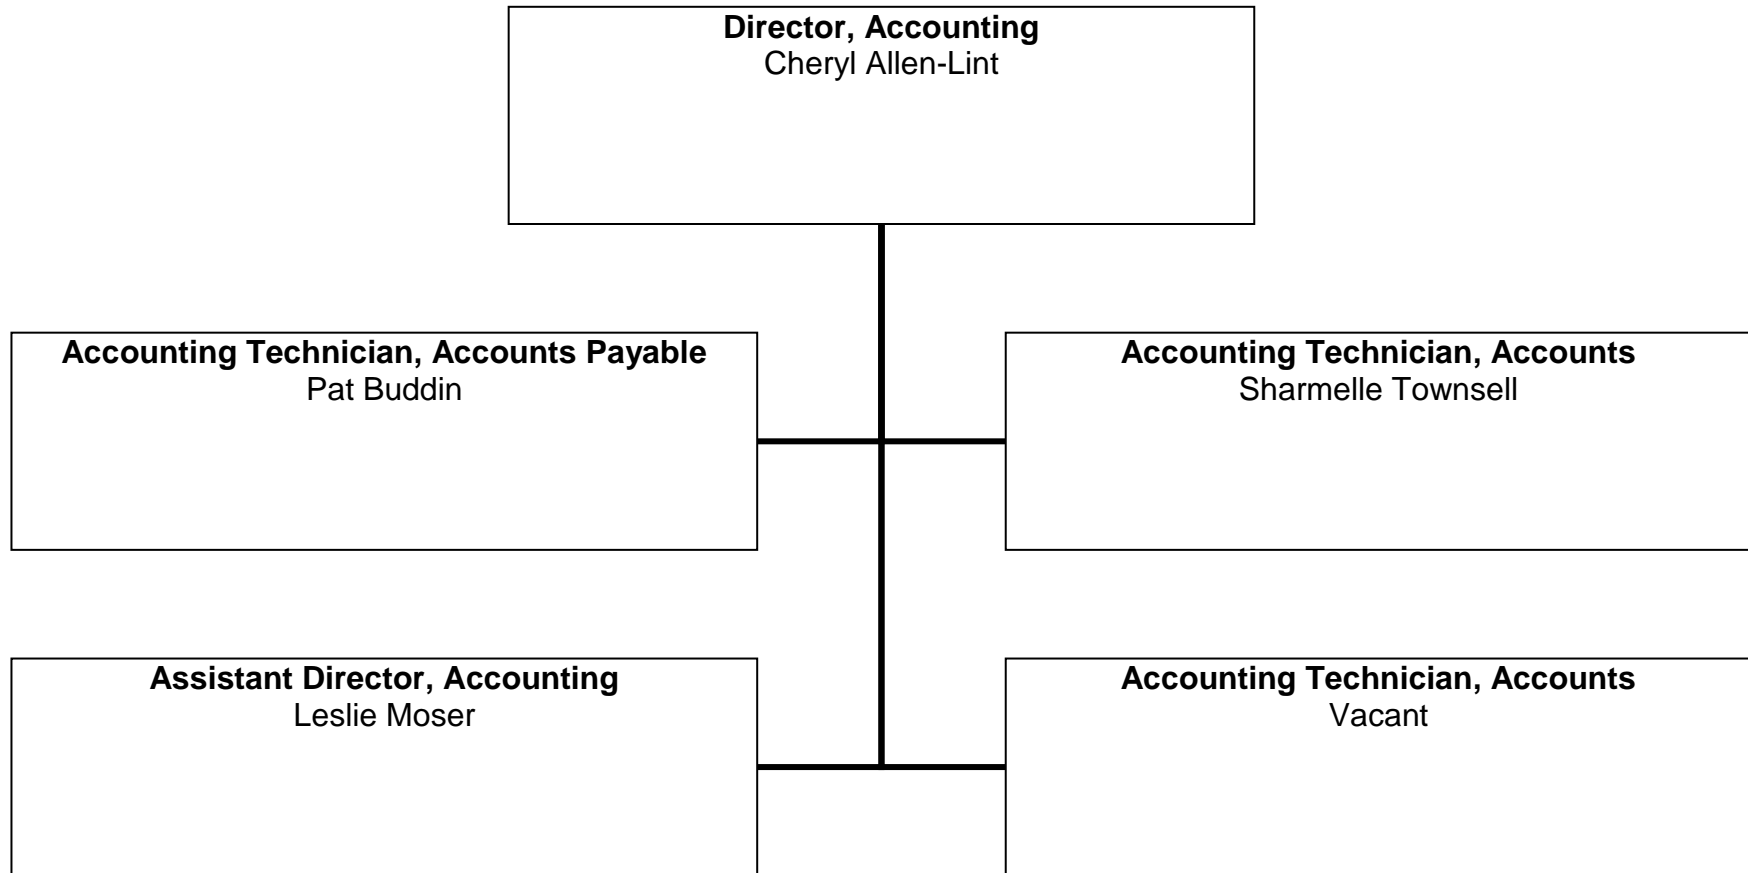 Director, Accounting
Cheryl Allen-Lint
Accounting Technician, Accounts Payable
Pat Buddin
Accounting Technician, Accounts
Sharmelle Townsell
Assistant Director, Accounting
Leslie Moser
Accounting Technician, Accounts
Vacant